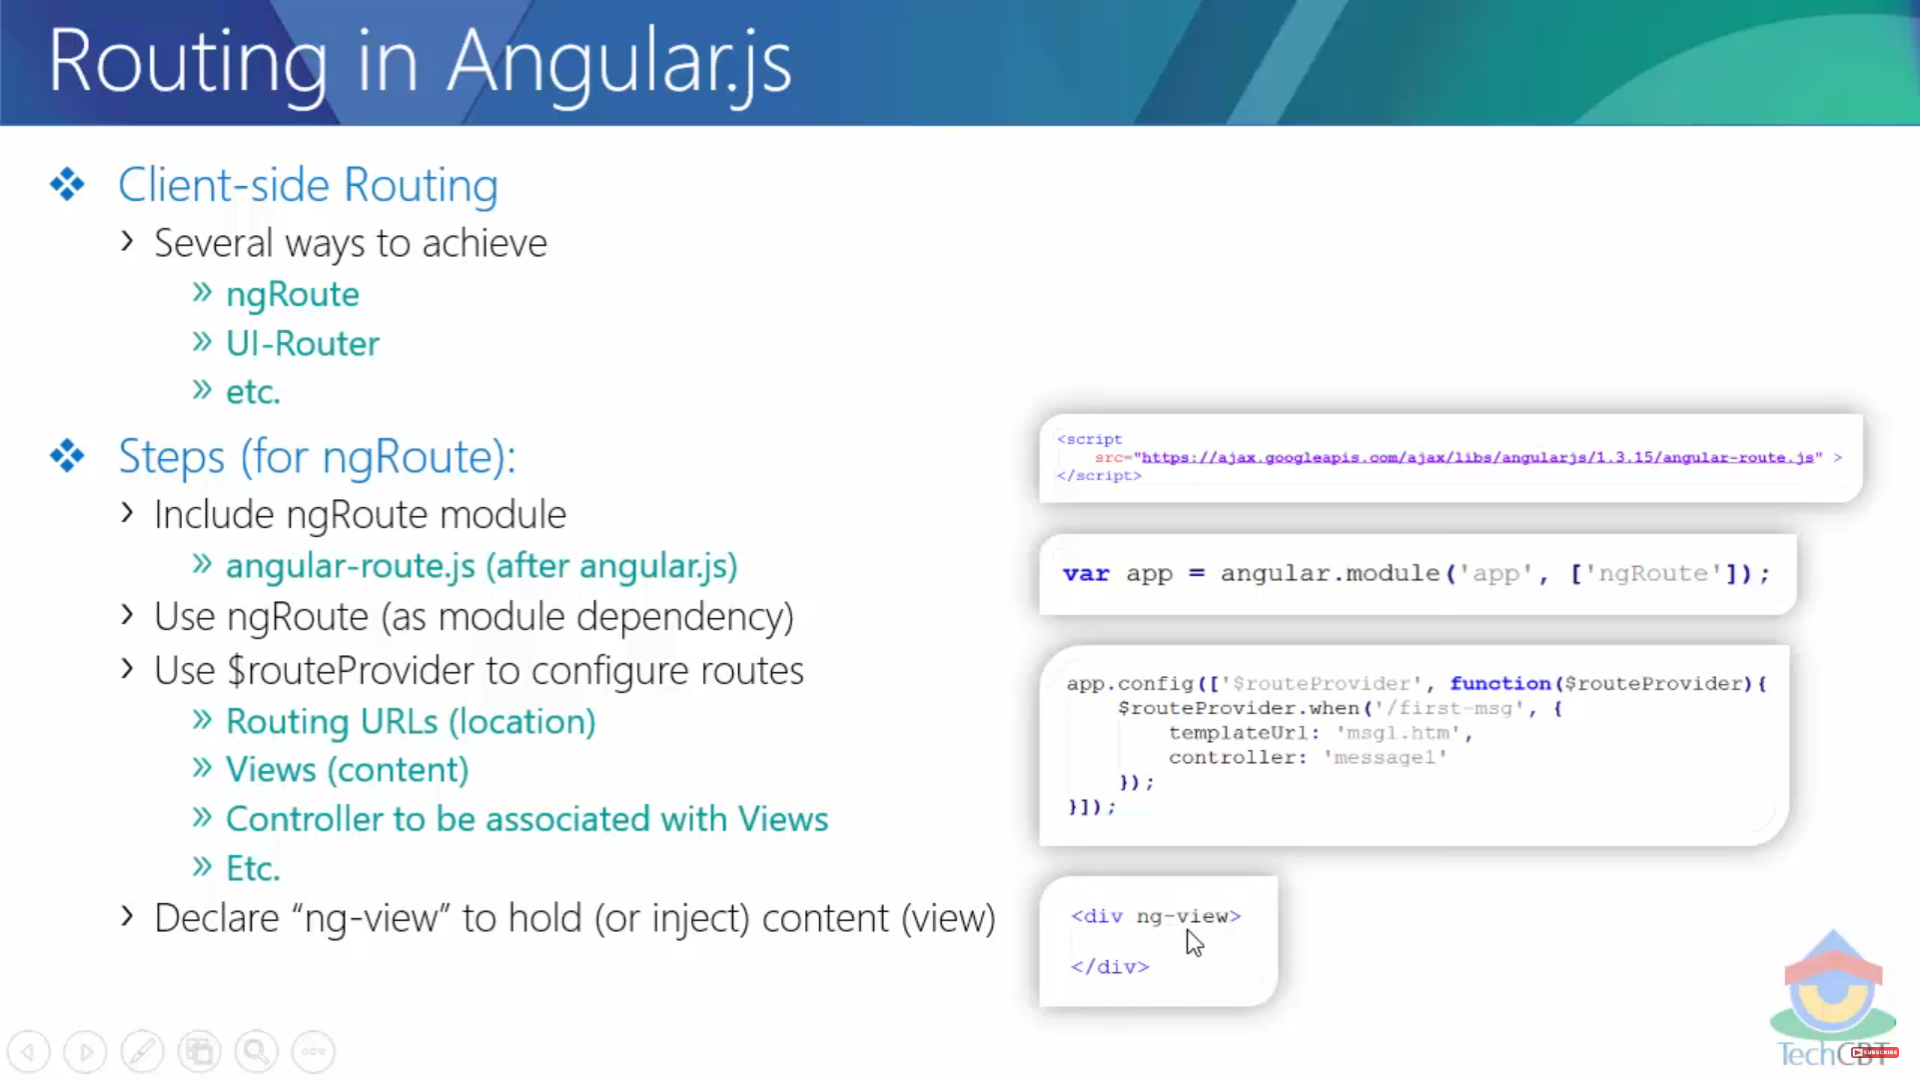 Routing in Angular.js
Client-side Routing
Several ways to achieve
ngRoute
UI-Router
etc.
Steps (for ngRoute):
Include ngRoute module
angular-route.js (after angular.js)
Use ngRoute (as module dependency)
Use $routeProvider to configure routes
Routing URLs (location)
Views (content)
Controller to be associated with Views
Etc.
Declare “ng-view” to hold (or inject) content (view)
<script
src="https://ajax.googleapis.com/ajax/libs/angularjs/1.3.15/angular-route.js" >
</script>
var app = angular.module('app', ['ngRoute']);
app.config(['$routeProvider', function($routeProvider){
$routeProvider.when('/first-msg', {
templateUrl: 'msg1.htm',
controller: 'message1'
});
}]);
<div ng-view>
</div>
TechCBT
SUBSCRIBE